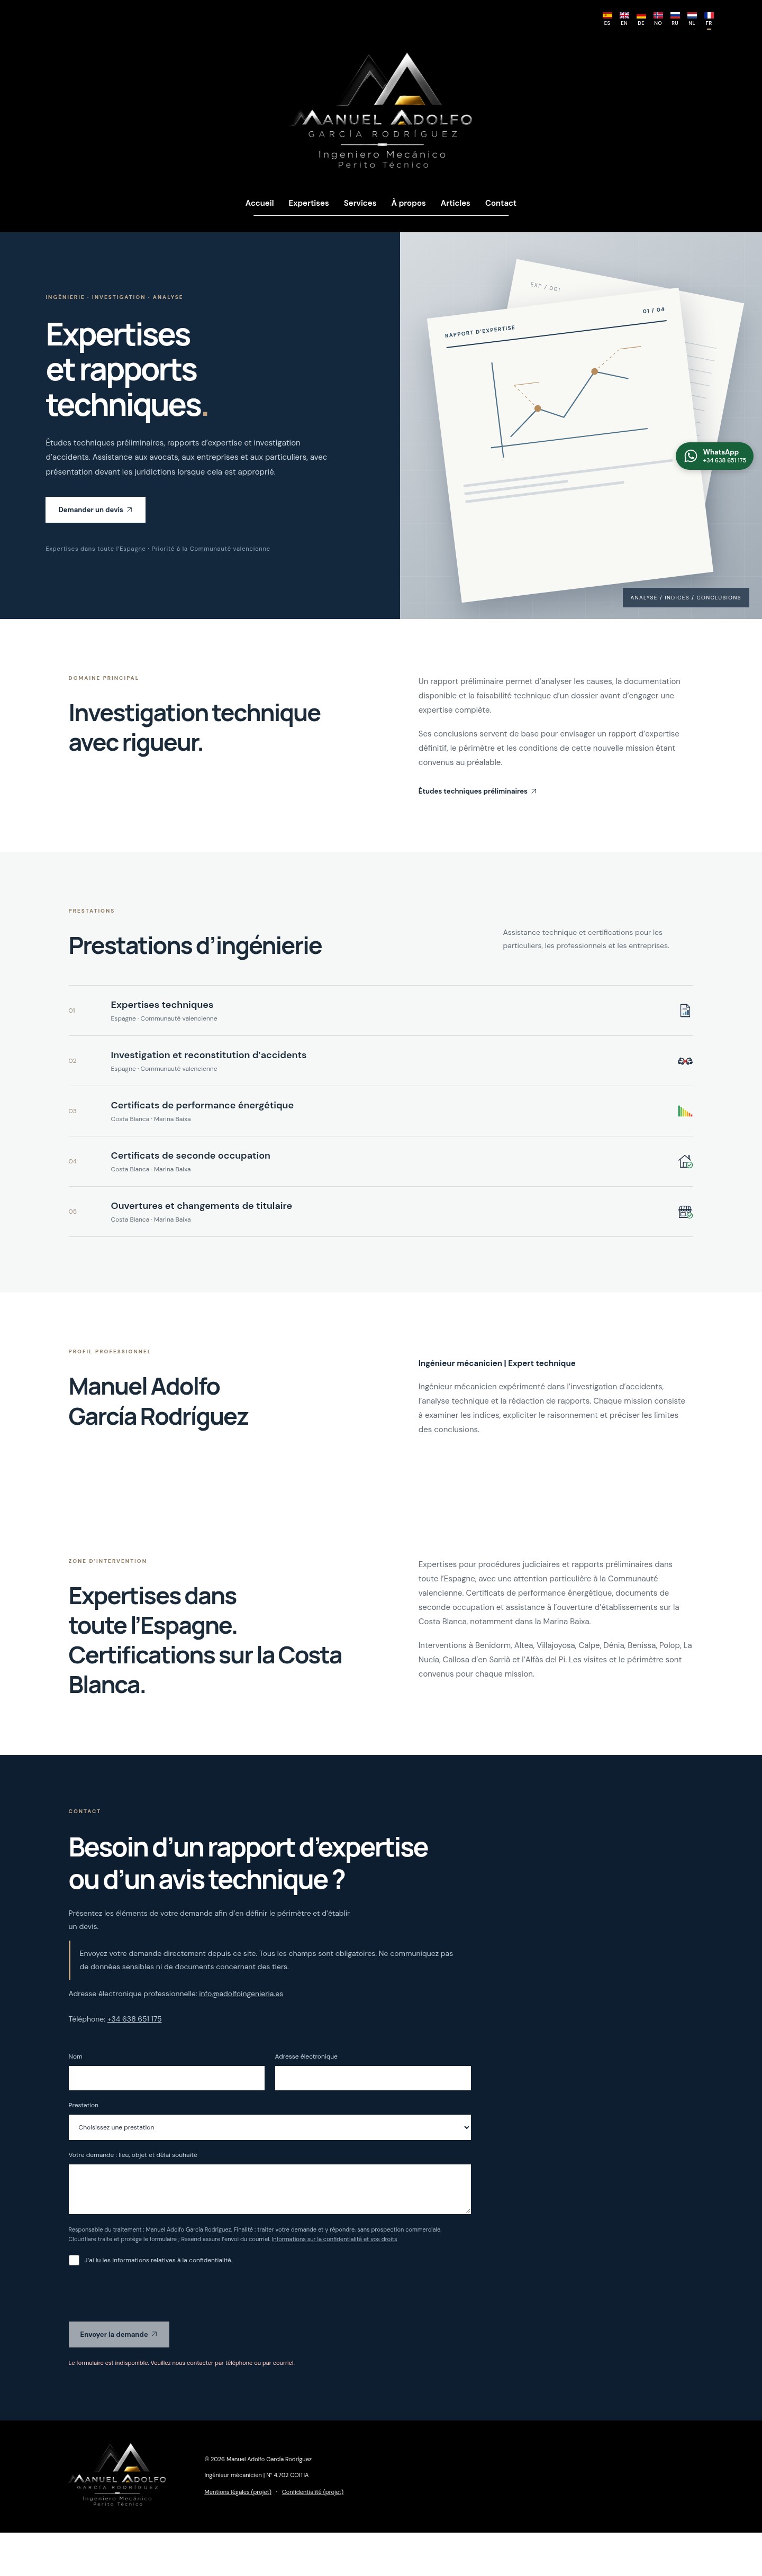 ES EN DE NO RU NL FR
MANUEL ADOLFO
GARCÍA RODRÍGUEZ
Ingeniero Mecánico
Perito Técnico
Accueil Expertises Services À propos Articles Contact
INGÉNIERIE · INVESTIGATION · ANALYSE
Expertises
et rapports
techniques.
Études techniques préliminaires, rapports d’expertise et investigation
d’accidents. Assistance aux avocats, aux entreprises et aux particuliers, avec
présentation devant les juridictions lorsque cela est approprié.
Demander un devis
Expertises dans toute l’Espagne · Priorité à la Communauté valencienne
EXP / 001
RAPPORT D’EXPERTISE
01 / 04
WhatsApp
+34 638 651 175
ANALYSE / INDICES / CONCLUSIONS
DOMAINE PRINCIPAL
Investigation technique
avec rigueur.
Un rapport préliminaire permet d’analyser les causes, la documentation
disponible et la faisabilité technique d’un dossier avant d’engager une
expertise complète.
Ses conclusions servent de base pour envisager un rapport d’expertise
définitif, le périmètre et les conditions de cette nouvelle mission étant
convenus au préalable.
Études techniques préliminaires
PRESTATIONS
Prestations d’ingénierie
Assistance technique et certifications pour les
particuliers, les professionnels et les entreprises.
01
Expertises techniques
Espagne · Communauté valencienne
02
Investigation et reconstitution d’accidents
Espagne · Communauté valencienne
03
Certificats de performance énergétique
Costa Blanca · Marina Baixa
04
Certificats de seconde occupation
Costa Blanca · Marina Baixa
05
Ouvertures et changements de titulaire
Costa Blanca · Marina Baixa
PROFIL PROFESSIONNEL
Manuel Adolfo
García Rodríguez
Ingénieur mécanicien | Expert technique
Ingénieur mécanicien expérimenté dans l’investigation d’accidents,
l’analyse technique et la rédaction de rapports. Chaque mission consiste
à examiner les indices, expliciter le raisonnement et préciser les limites
des conclusions.
ZONE D’INTERVENTION
Expertises dans
toute l’Espagne.
Certifications sur la Costa
Blanca.
Expertises pour procédures judiciaires et rapports préliminaires dans
toute l’Espagne, avec une attention particulière à la Communauté
valencienne. Certificats de performance énergétique, documents de
seconde occupation et assistance à l’ouverture d’établissements sur la
Costa Blanca, notamment dans la Marina Baixa.
Interventions à Benidorm, Altea, Villajoyosa, Calpe, Dénia, Benissa, Polop, La
Nucía, Callosa d’en Sarrià et l’Alfàs del Pi. Les visites et le périmètre sont
convenus pour chaque mission.
CONTACT
Besoin d’un rapport d’expertise
ou d’un avis technique ?
Présentez les éléments de votre demande afin d’en définir le périmètre et d’établir
un devis.
Envoyez votre demande directement depuis ce site. Tous les champs sont obligatoires. Ne communiquez pas
de données sensibles ni de documents concernant des tiers.
Adresse électronique professionnelle: info@adolfoingenieria.es
Téléphone: +34 638 651 175
Nom
Adresse électronique
Prestation
Choisissez une prestation
Votre demande : lieu, objet et délai souhaité
Responsable du traitement : Manuel Adolfo García Rodríguez. Finalité : traiter votre demande et y répondre, sans prospection commerciale.
Cloudflare traite et protège le formulaire ; Resend assure l’envoi du courriel. Informations sur la confidentialité et vos droits
J’ai lu les informations relatives à la confidentialité.
Envoyer la demande
Le formulaire est indisponible. Veuillez nous contacter par téléphone ou par courriel.
MANUEL ADOLFO
GARCÍA RODRÍGUEZ
Ingeniero Mecánico
Perito Técnico
© 2026 Manuel Adolfo García Rodríguez
Ingénieur mécanicien | N° 4.702 COITIA
Mentions légales (projet) · Confidentialité (projet)